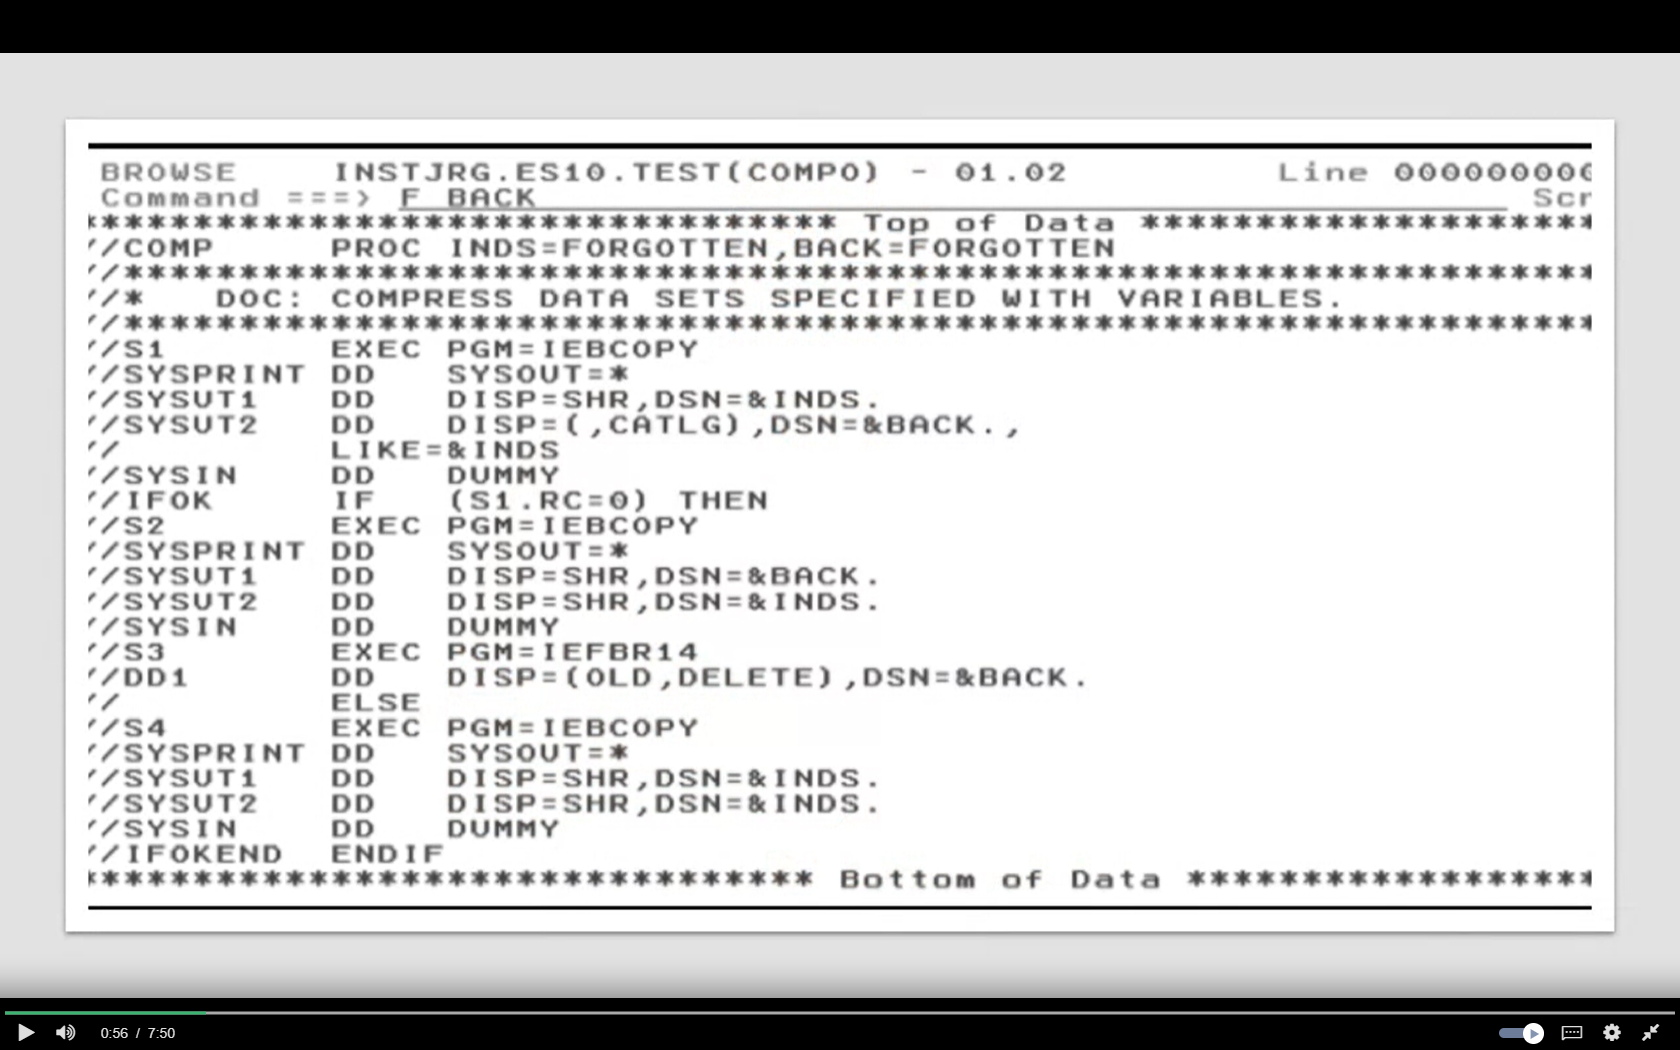 BROWSE INSTJRG.ES10.TEST(COMPO) - 01.02 Line 000000000
Command ===> F BACK Scr
******************************** Top of Data ********************
//COMP PROC INDS=FORGOTTEN,BACK=FORGOTTEN
//****************************************************************
//* DOC: COMPRESS DATA SETS SPECIFIED WITH VARIABLES.
//****************************************************************
//S1 EXEC PGM=IEBCOPY
//SYSPRINT DD SYSOUT=*
//SYSUT1 DD DISP=SHR,DSN=&INDS.
//SYSUT2 DD DISP=(,CATLG),DSN=&BACK.,
// LIKE=&INDS
//SYSIN DD DUMMY
//IFOK IF (S1.RC=0) THEN
//S2 EXEC PGM=IEBCOPY
//SYSPRINT DD SYSOUT=*
//SYSUT1 DD DISP=SHR,DSN=&BACK.
//SYSUT2 DD DISP=SHR,DSN=&INDS.
//SYSIN DD DUMMY
//S3 EXEC PGM=IEFBR14
//DD1 DD DISP=(OLD,DELETE),DSN=&BACK.
// ELSE
//S4 EXEC PGM=IEBCOPY
//SYSPRINT DD SYSOUT=*
//SYSUT1 DD DISP=SHR,DSN=&INDS.
//SYSUT2 DD DISP=SHR,DSN=&INDS.
//SYSIN DD DUMMY
//IFOKEND ENDIF
******************************* Bottom of Data ******************
0:56 / 7:50